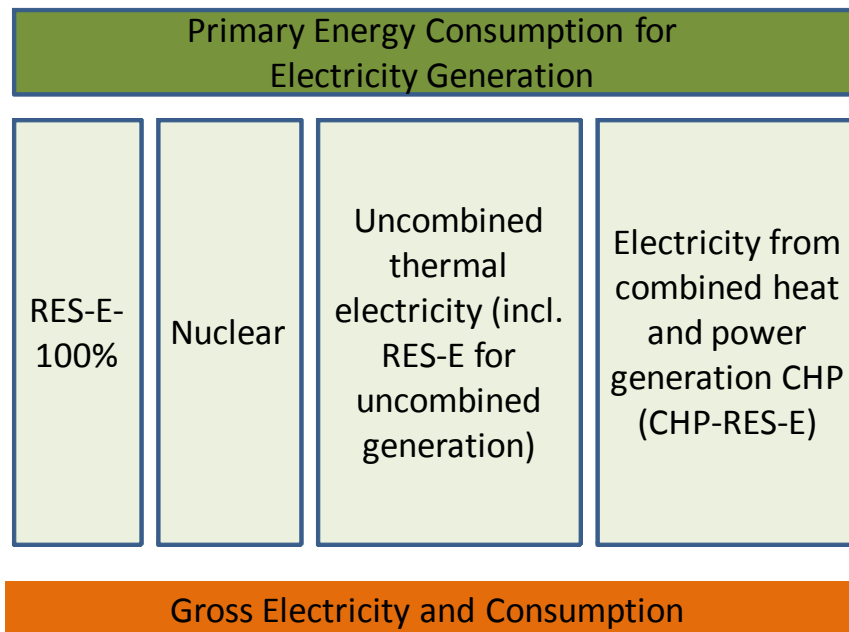 Primary Energy Consumption for
Electricity Generation
RES-E-
100%
Nuclear
Uncombined
thermal
electricity (incl.
RES-E for
uncombined
generation)
Electricity from
combined heat
and power
generation CHP
(CHP-RES-E)
Gross Electricity and Consumption